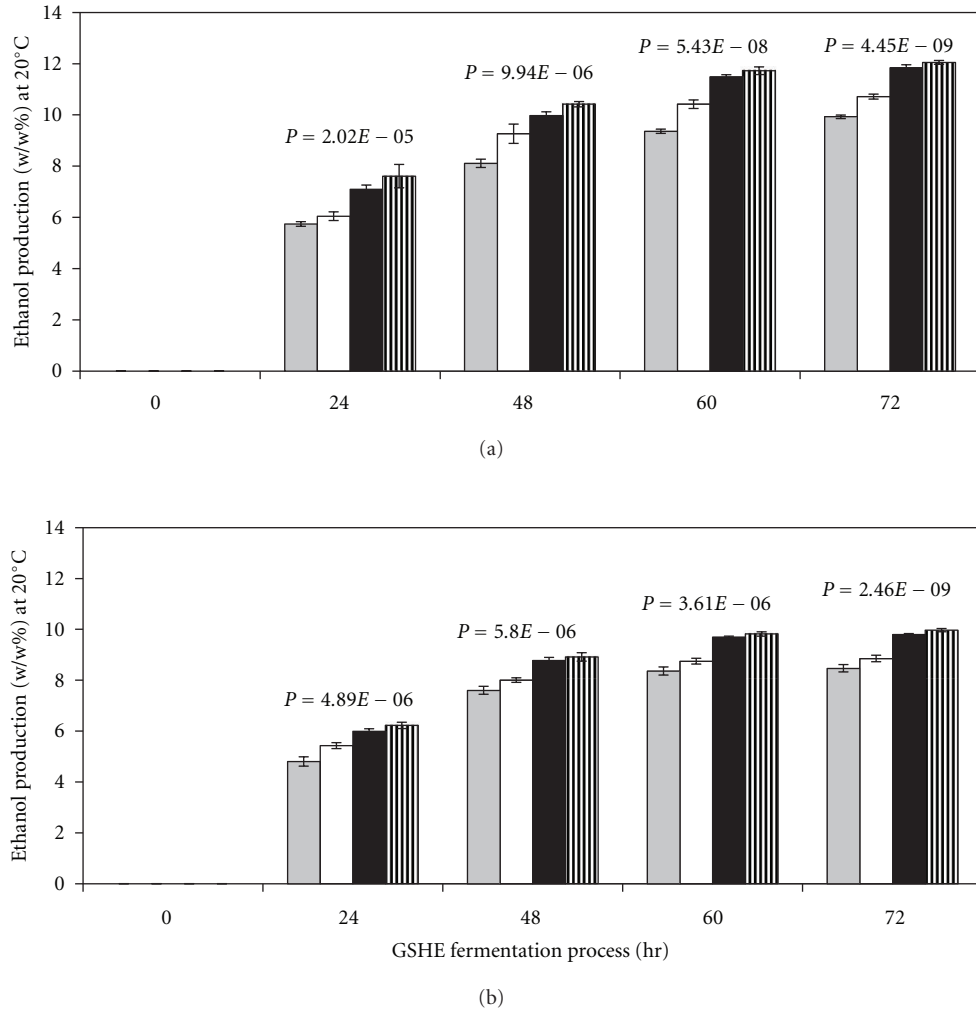 14
12
10
8
6
4
2
0
Ethanol production (w/w%) at 20°C
P = 2.02E − 05
P = 9.94E − 06
P = 5.43E − 08
P = 4.45E − 09
0 24 48 60 72
(a)
14
12
10
8
6
4
2
0
Ethanol production (w/w%) at 20°C
P = 4.89E − 06
P = 5.8E − 06
P = 3.61E − 06
P = 2.46E − 09
0 24 48 60 72
GSHE fermentation process (hr)
(b)